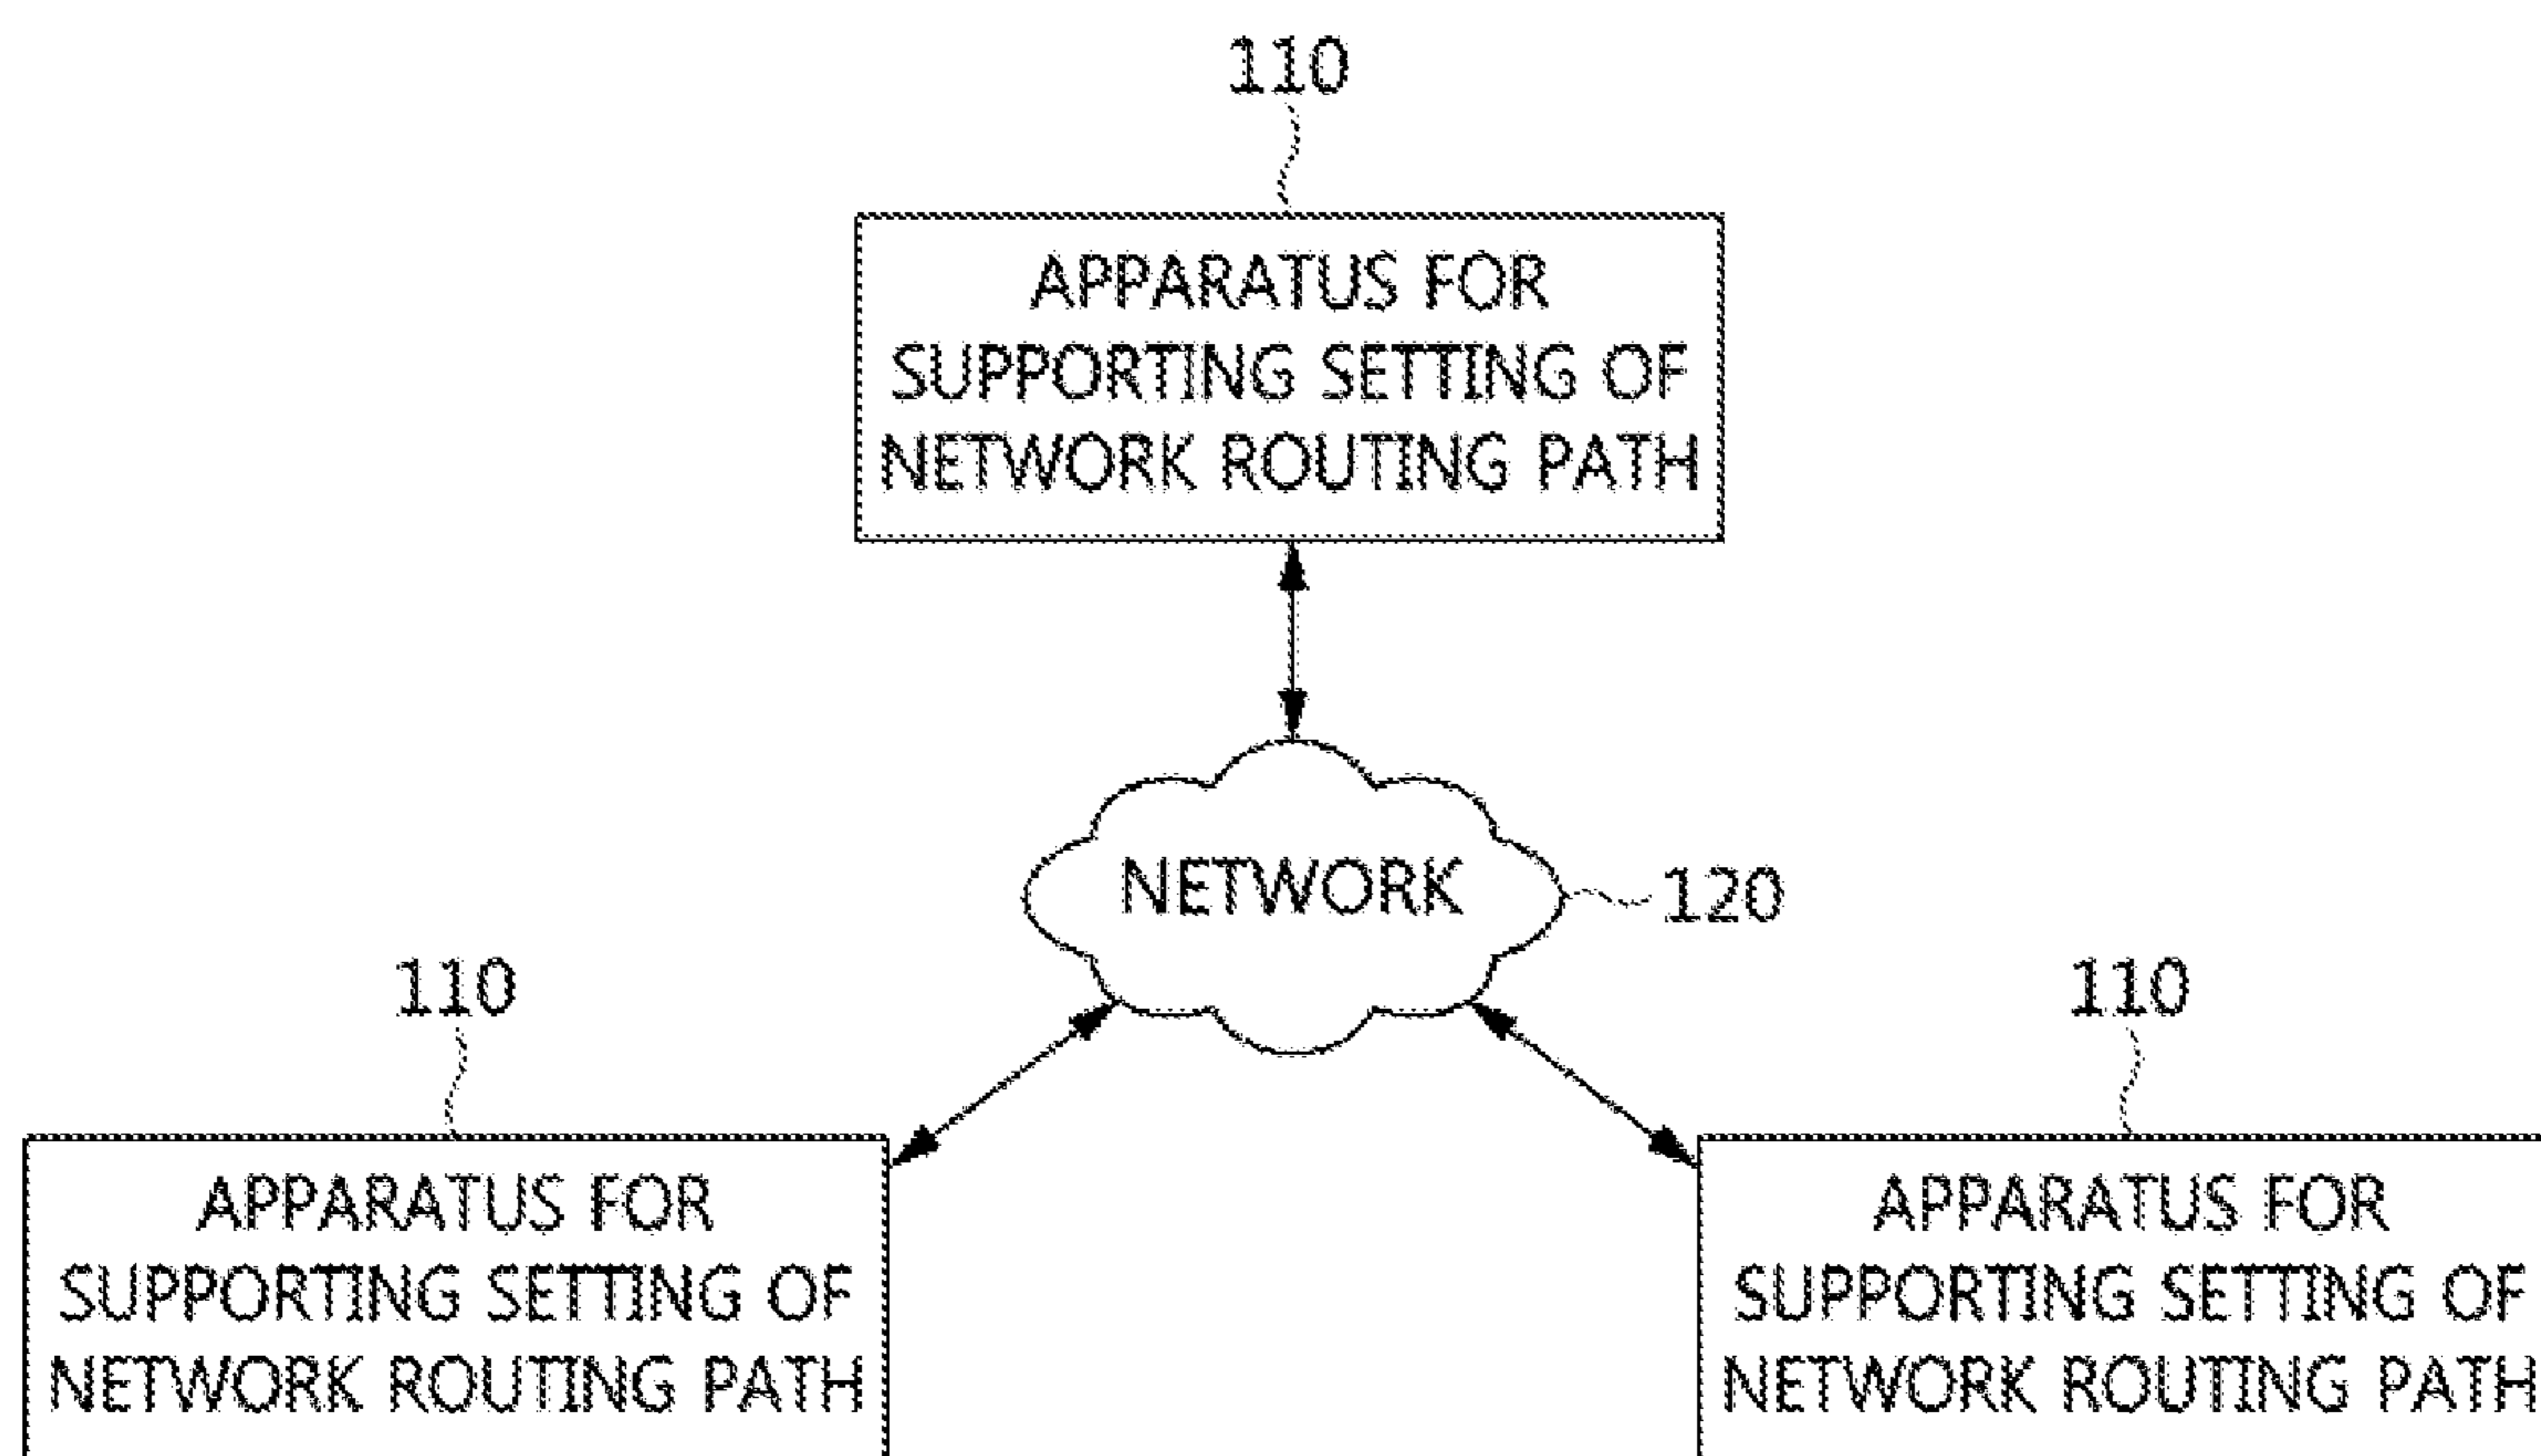 110
APPARATUS FOR
SUPPORTING SETTING OF
NETWORK ROUTING PATH
NETWORK
120
110
APPARATUS FOR
SUPPORTING SETTING OF
NETWORK ROUTING PATH
110
APPARATUS FOR
SUPPORTING SETTING OF
NETWORK ROUTING PATH